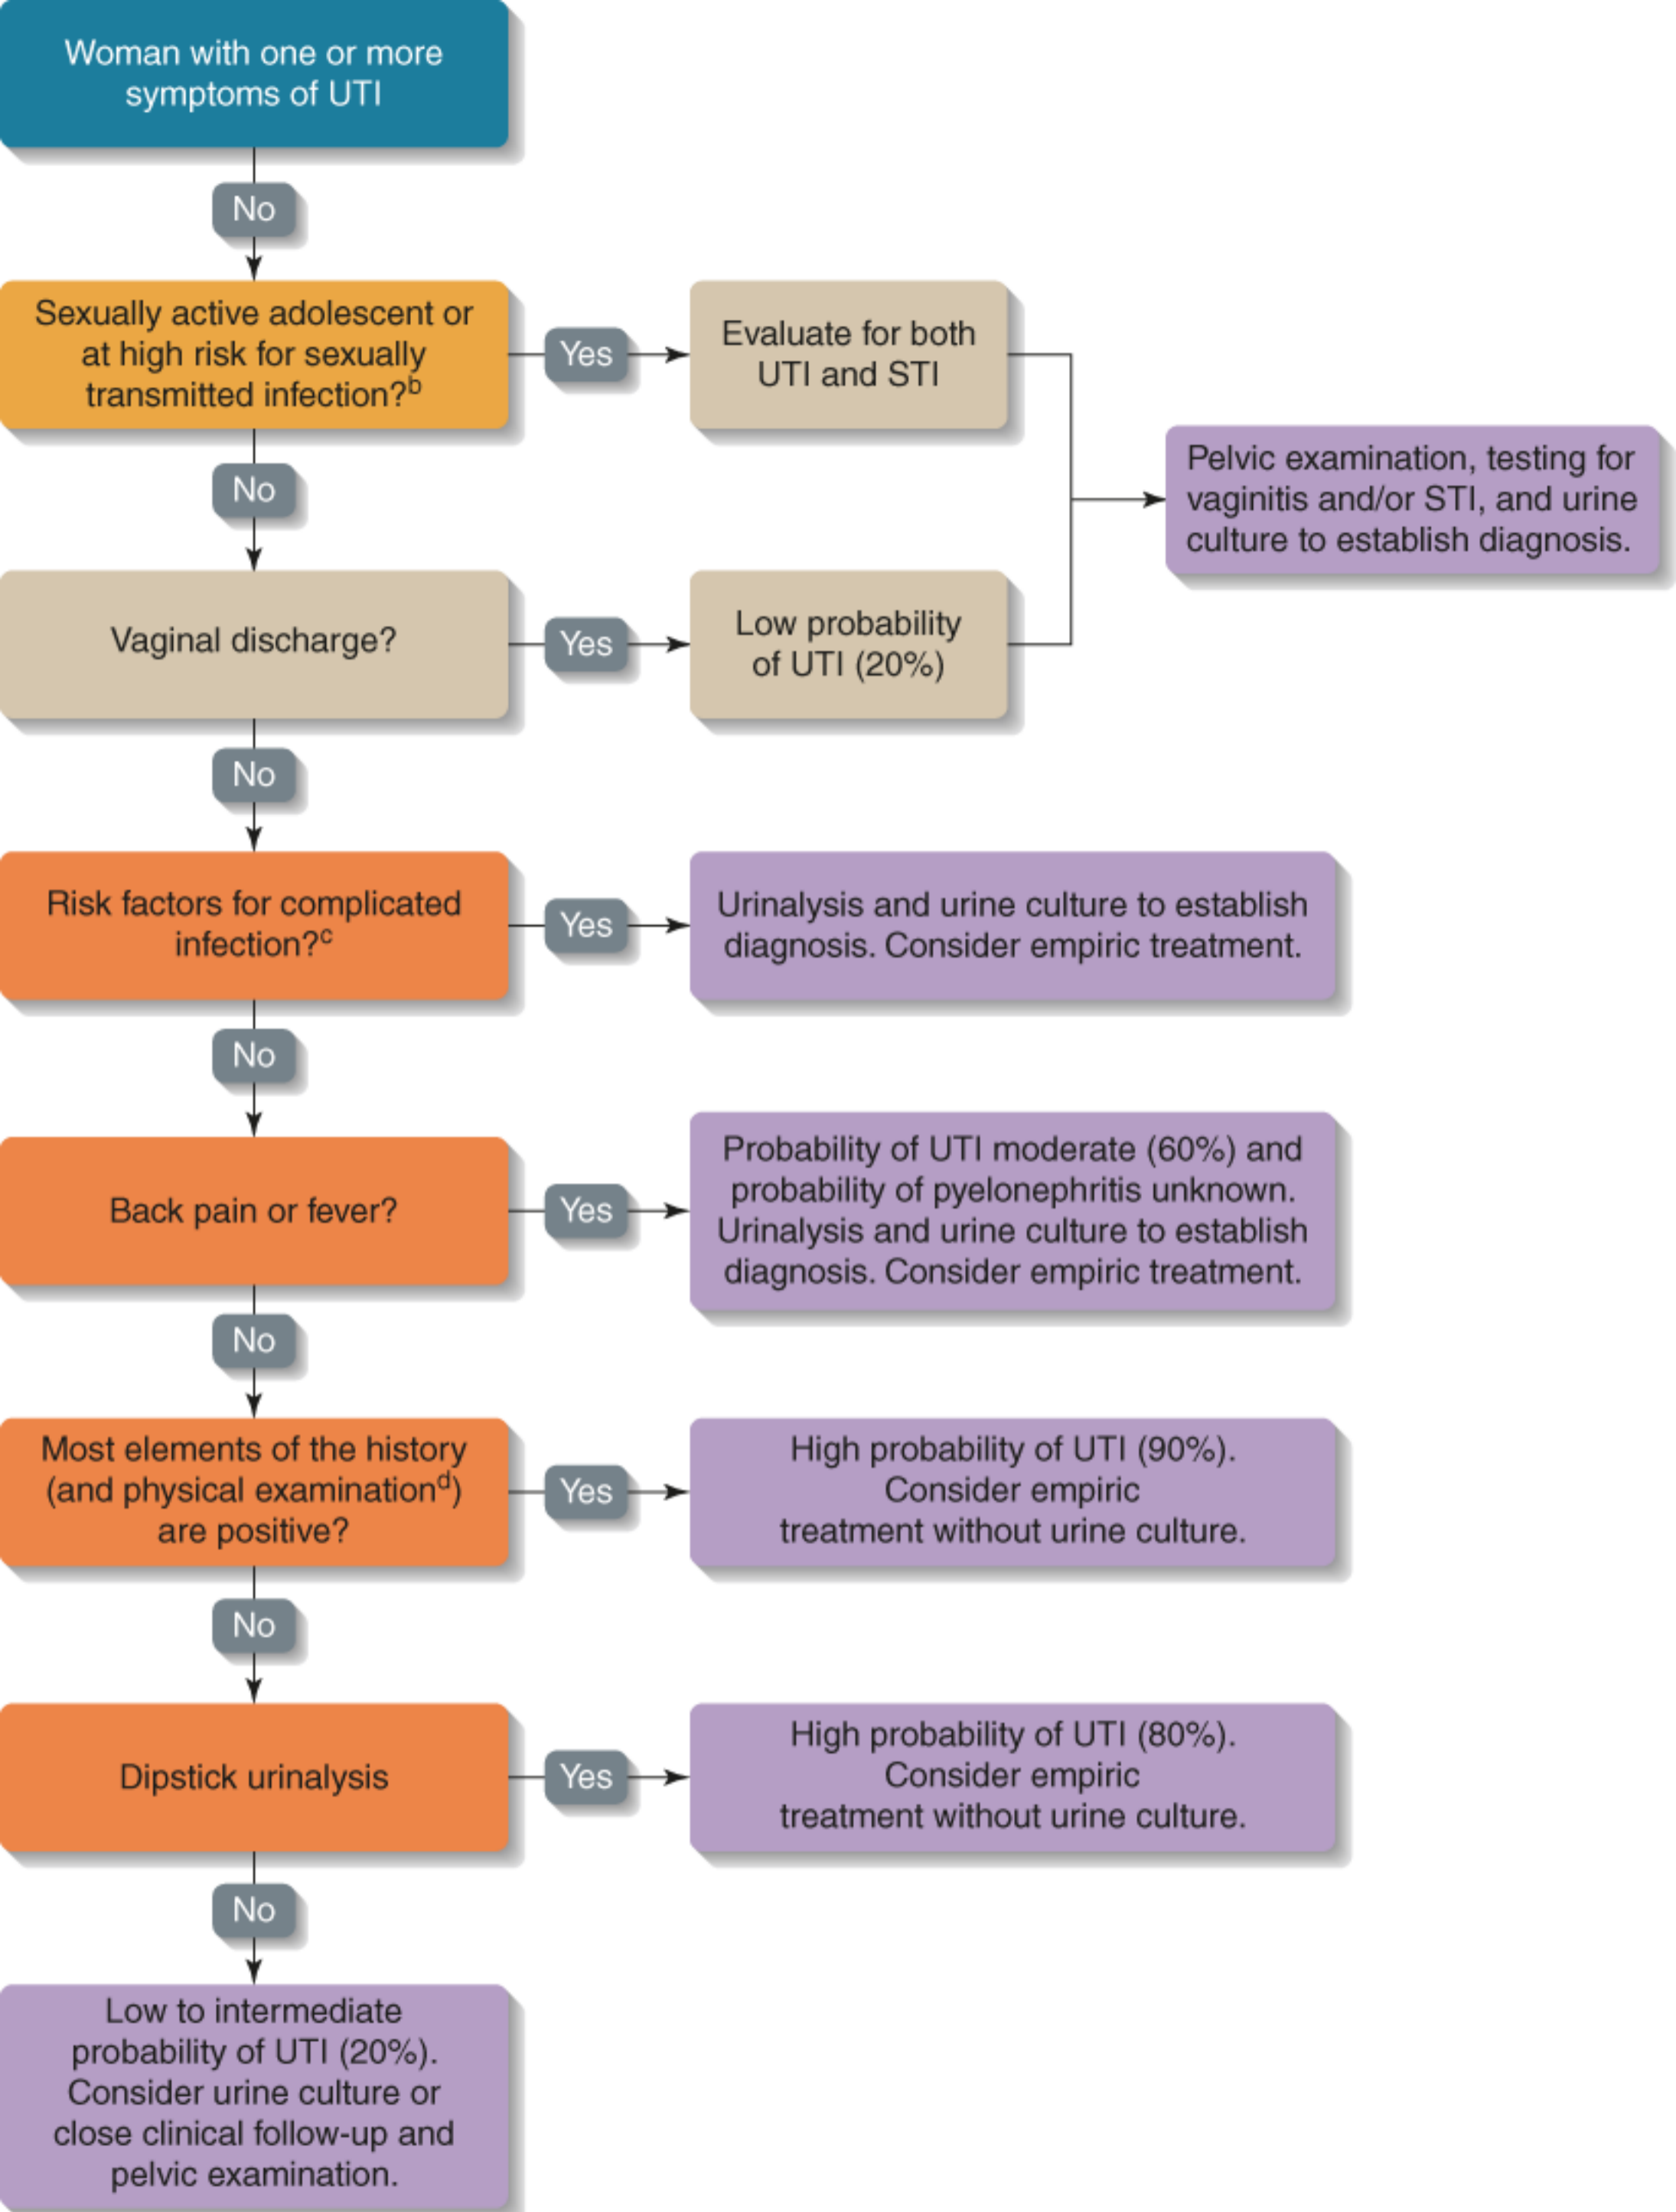 Woman with one or more
symptoms of UTI
No
Sexually active adolescent or
at high risk for sexually
transmitted infection?b
Yes
Evaluate for both
UTI and STI
Pelvic examination, testing for
vaginitis and/or STI, and urine
culture to establish diagnosis.
No
Vaginal discharge?
Yes
Low probability
of UTI (20%)
No
Risk factors for complicated
infection?c
Yes
Urinalysis and urine culture to establish
diagnosis. Consider empiric treatment.
No
Back pain or fever?
Yes
Probability of UTI moderate (60%) and
probability of pyelonephritis unknown.
Urinalysis and urine culture to establish
diagnosis. Consider empiric treatment.
No
Most elements of the history
(and physical examinationd)
are positive?
Yes
High probability of UTI (90%).
Consider empiric
treatment without urine culture.
No
Dipstick urinalysis
Yes
High probability of UTI (80%).
Consider empiric
treatment without urine culture.
No
Low to intermediate
probability of UTI (20%).
Consider urine culture or
close clinical follow-up and
pelvic examination.